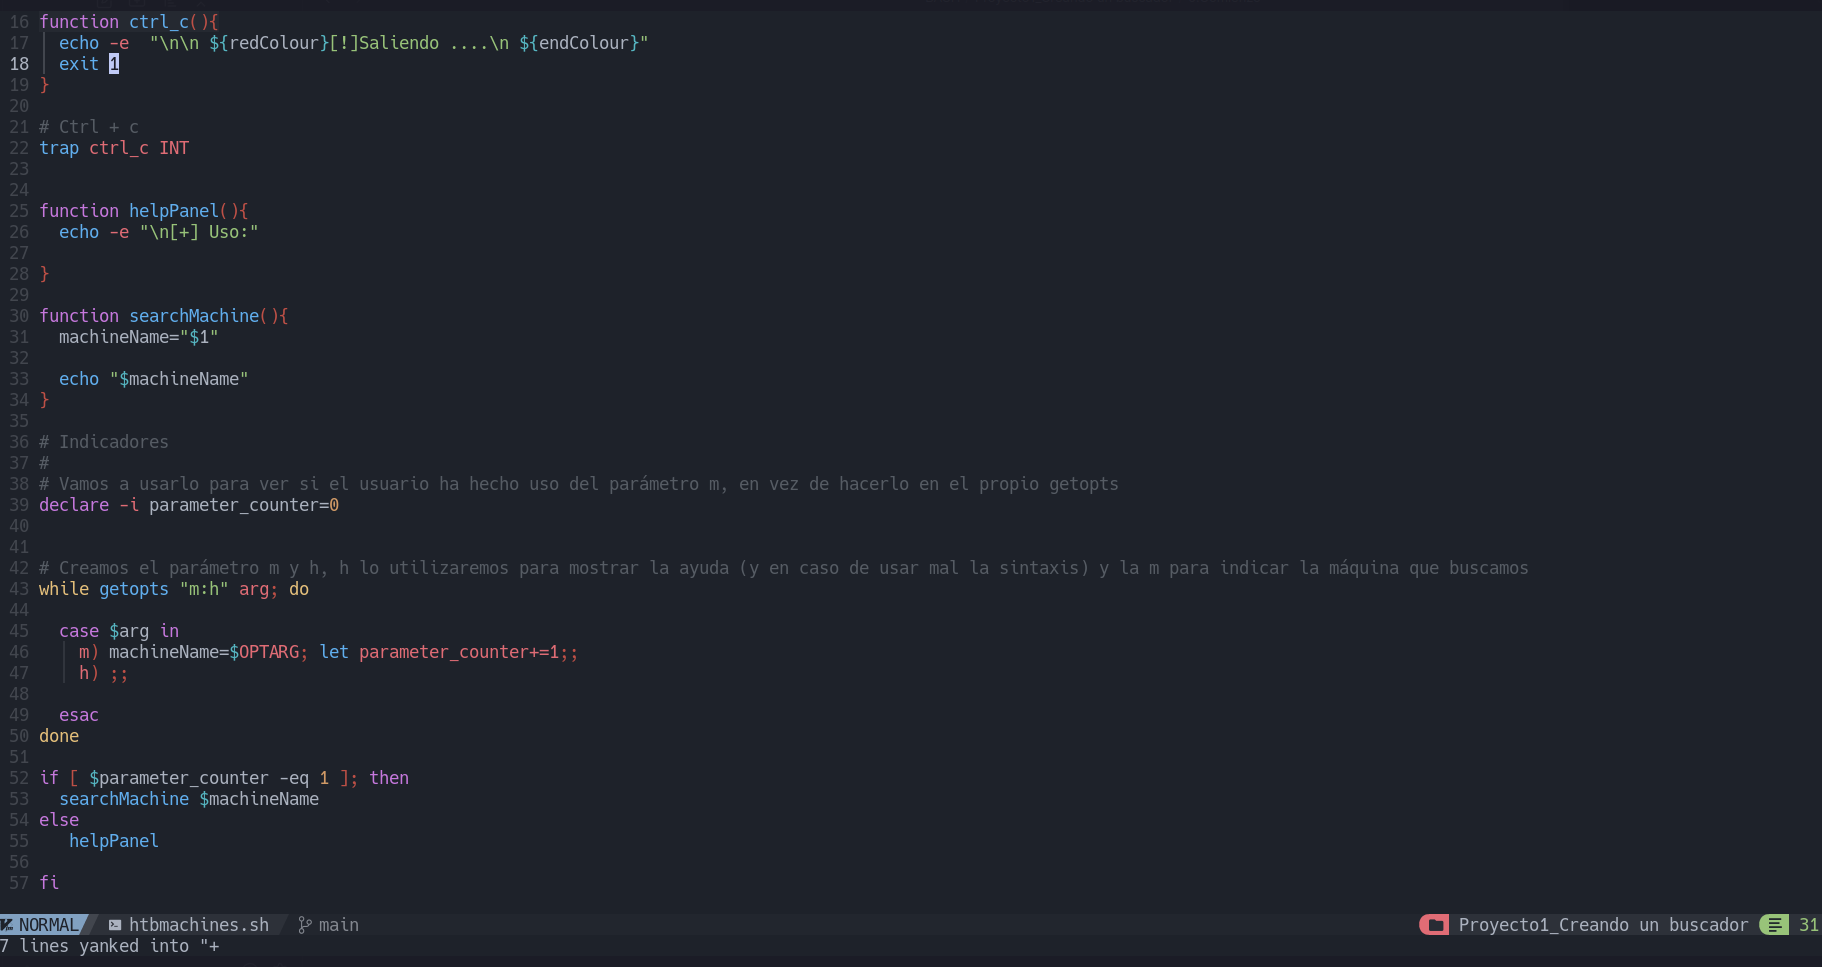 16 function ctrl_c(){
17   echo -e  "\n\n ${redColour}[!]Saliendo ....\n ${endColour}"
18   exit 1
19 }
20
21 # Ctrl + c
22 trap ctrl_c INT
23
24
25 function helpPanel(){
26   echo -e "\n[+] Uso:"
27
28 }
29
30 function searchMachine(){
31   machineName="$1"
32
33   echo "$machineName"
34 }
35
36 # Indicadores
37 #
38 # Vamos a usarlo para ver si el usuario ha hecho uso del parámetro m, en vez de hacerlo en el propio getopts
39 declare -i parameter_counter=0
40
41
42 # Creamos el parámetro m y h, h lo utilizaremos para mostrar la ayuda (y en caso de usar mal la sintaxis) y la m para indicar la máquina que buscamos
43 while getopts "m:h" arg; do
44
45   case $arg in
46     m) machineName=$OPTARG; let parameter_counter+=1;;
47     h) ;;
48
49   esac
50 done
51
52 if [ $parameter_counter -eq 1 ]; then
53   searchMachine $machineName
54 else
55    helpPanel
56
57 fi
NORMAL htbmachines.sh main Proyecto1_Creando un buscador 31
7 lines yanked into "+